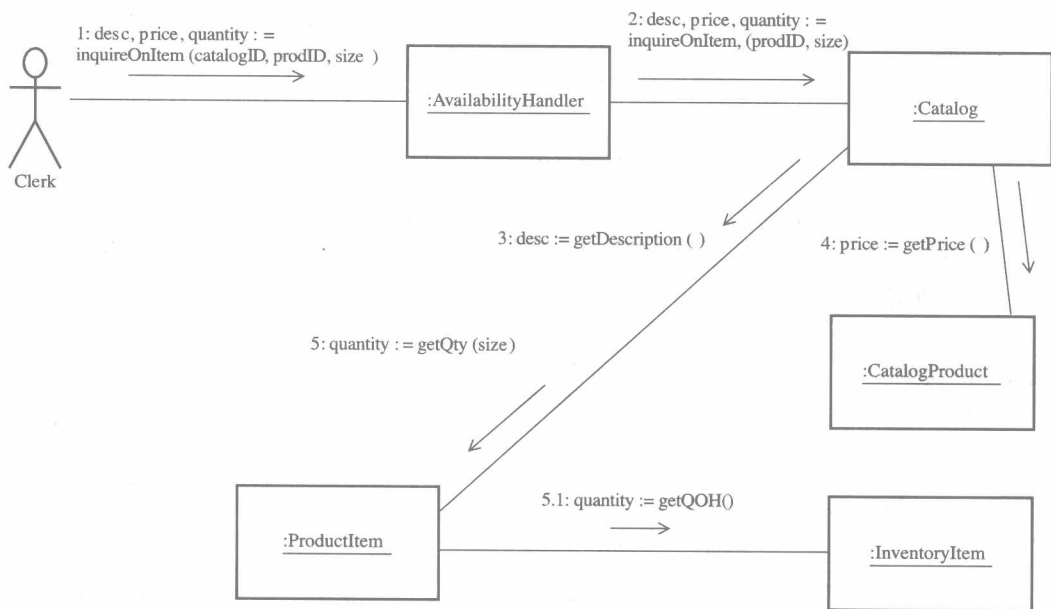 1: desc, price, quantity : =
inquireOnItem (catalogID, prodID, size )
2: desc, price, quantity : =
inquireOnItem, (prodID, size)
:AvailabilityHandler
:Catalog
Clerk
3: desc := getDescription ( )
4: price := getPrice ( )
5: quantity : = getQty (size)
:CatalogProduct
5.1: quantity := getQOH()
:ProductItem
:InventoryItem